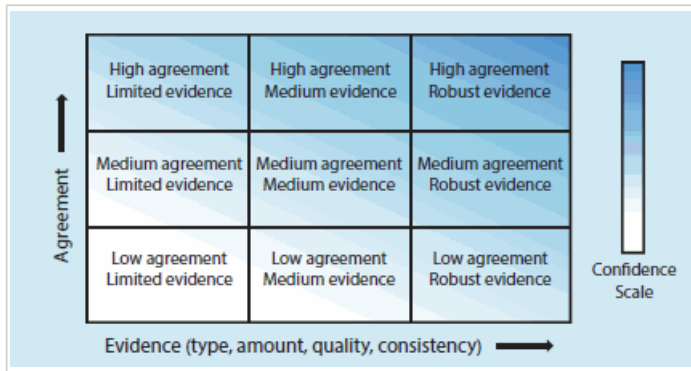 High agreement
Limited evidence
High agreement
Medium evidence
High agreement
Robust evidence
Medium agreement
Limited evidence
Medium agreement
Medium evidence
Medium agreement
Robust evidence
Low agreement
Limited evidence
Low agreement
Medium evidence
Low agreement
Robust evidence
Agreement
Evidence (type, amount, quality, consistency)
Confidence
Scale